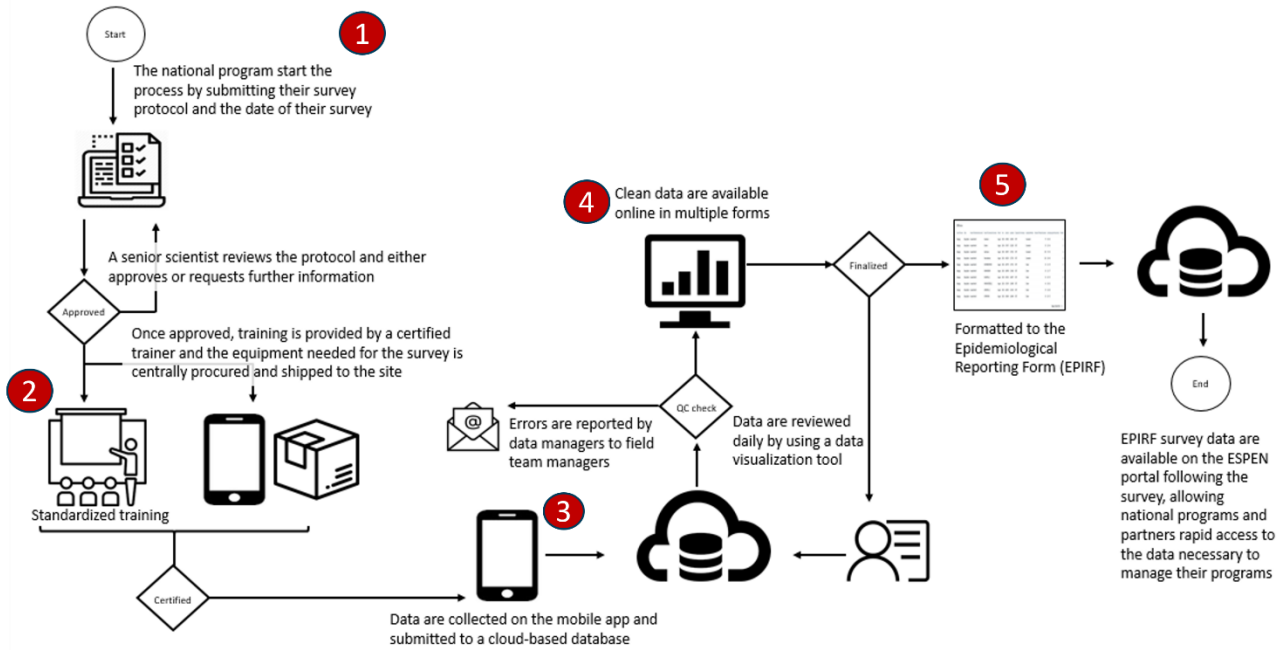 Start
1
The national program start the
process by submitting their survey
protocol and the date of their survey
A senior scientist reviews the protocol and either
approves or requests further information
Approved
Once approved, training is provided by a certified
trainer and the equipment needed for the survey is
centrally procured and shipped to the site
2
Standardized training
Certified
3
Data are collected on the mobile app and
submitted to a cloud-based database
QC check
Errors are reported by
data managers to field
team managers
@
Data are reviewed
daily by using a data
visualization tool
4
Clean data are available
online in multiple forms
Finalized
5
Formatted to the
Epidemiological
Reporting Form (EPIRF)
End
EPIRF survey data are
available on the ESPEN
portal following the
survey, allowing
national programs and
partners rapid access to
the data necessary to
manage their programs